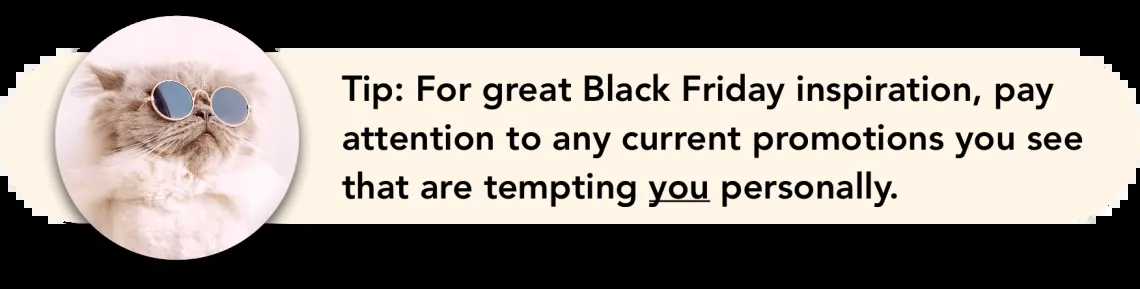 Tip: For great Black Friday inspiration, pay
attention to any current promotions you see
that are tempting you personally.